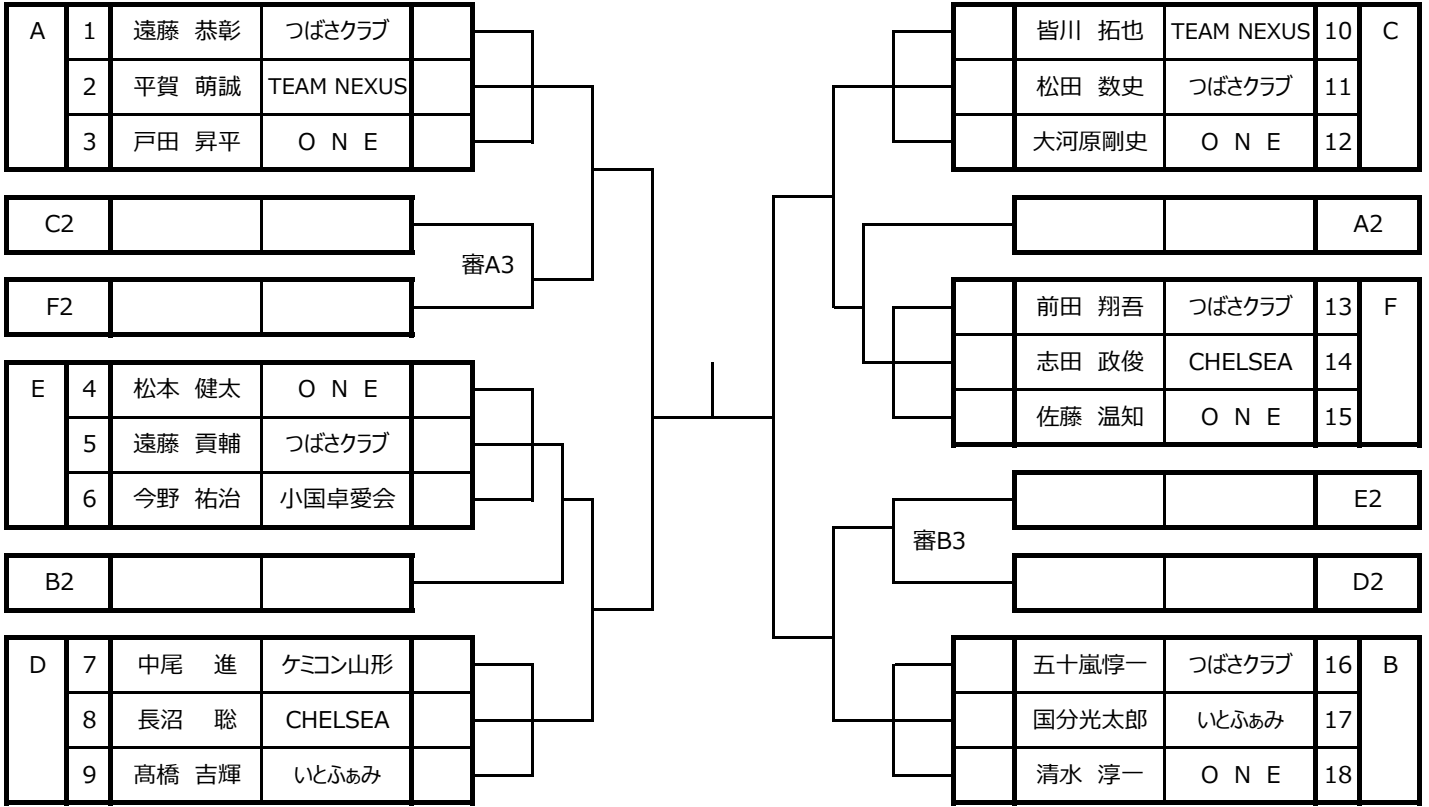 A 1 遠藤 恭彰 つばさクラブ
2 平賀 萌誠 TEAM NEXUS
3 戸田 昇平 O N E
C2
審A3
F2
E 4 松本 健太 O N E
5 遠藤 貢輔 つばさクラブ
6 今野 祐治 小国卓愛会
B2
D 7 中尾 進 ケミコン山形
8 長沼 聡 CHELSEA
9 髙橋 吉輝 いとふぁみ
皆川 拓也 TEAM NEXUS 10 C
松田 数史 つばさクラブ 11
大河原剛史 O N E 12
A2
前田 翔吾 つばさクラブ 13 F
志田 政俊 CHELSEA 14
佐藤 温知 O N E 15
E2
審B3
D2
五十嵐惇一 つばさクラブ 16 B
国分光太郎 いとふぁみ 17
清水 淳一 O N E 18